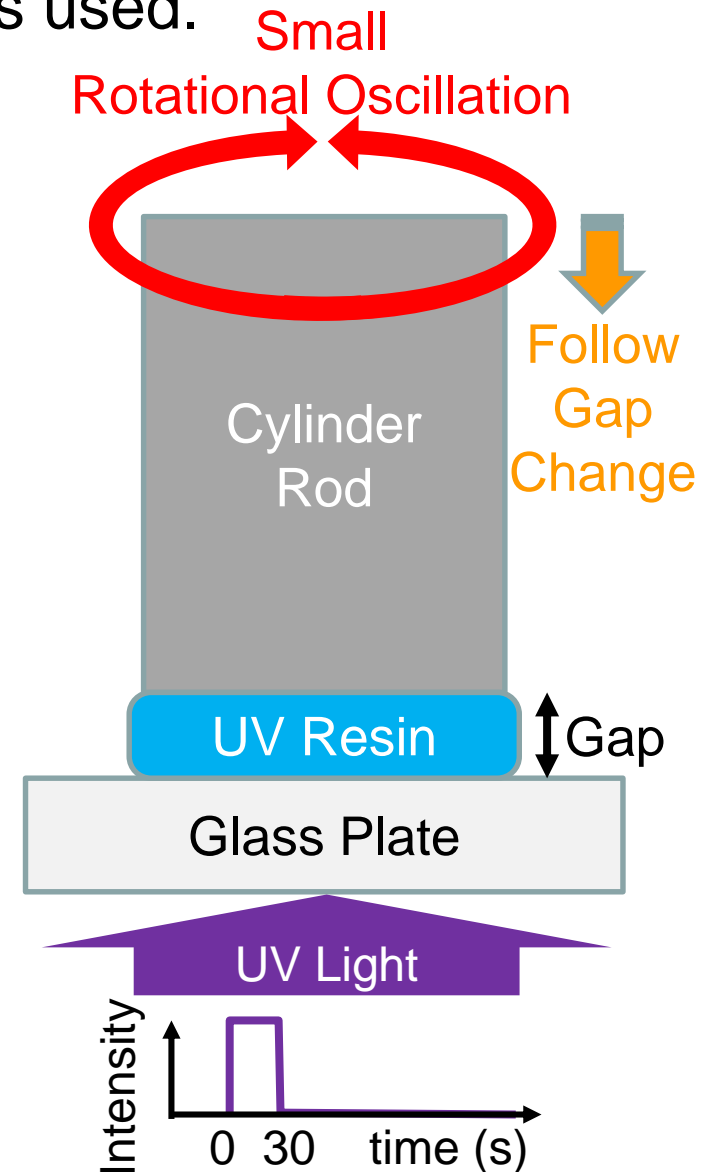 s used.
Small
Rotational Oscillation
Follow
Gap
Change
Cylinder
Rod
UV Resin
Gap
Glass Plate
UV Light
Intensity
0 30 time (s)